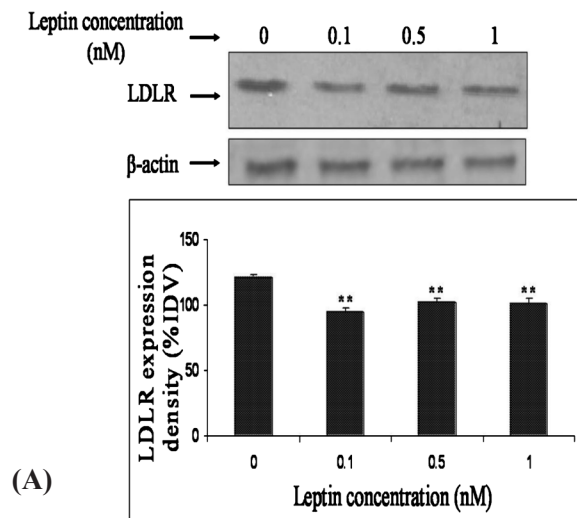 Leptin concentration (nM) 0 0.1 0.5 1
LDLR
β-actin
LDLR expression density (%IDV)
150
100
50
0
** ** **
0 0.1 0.5 1
Leptin concentration (nM)
(A)